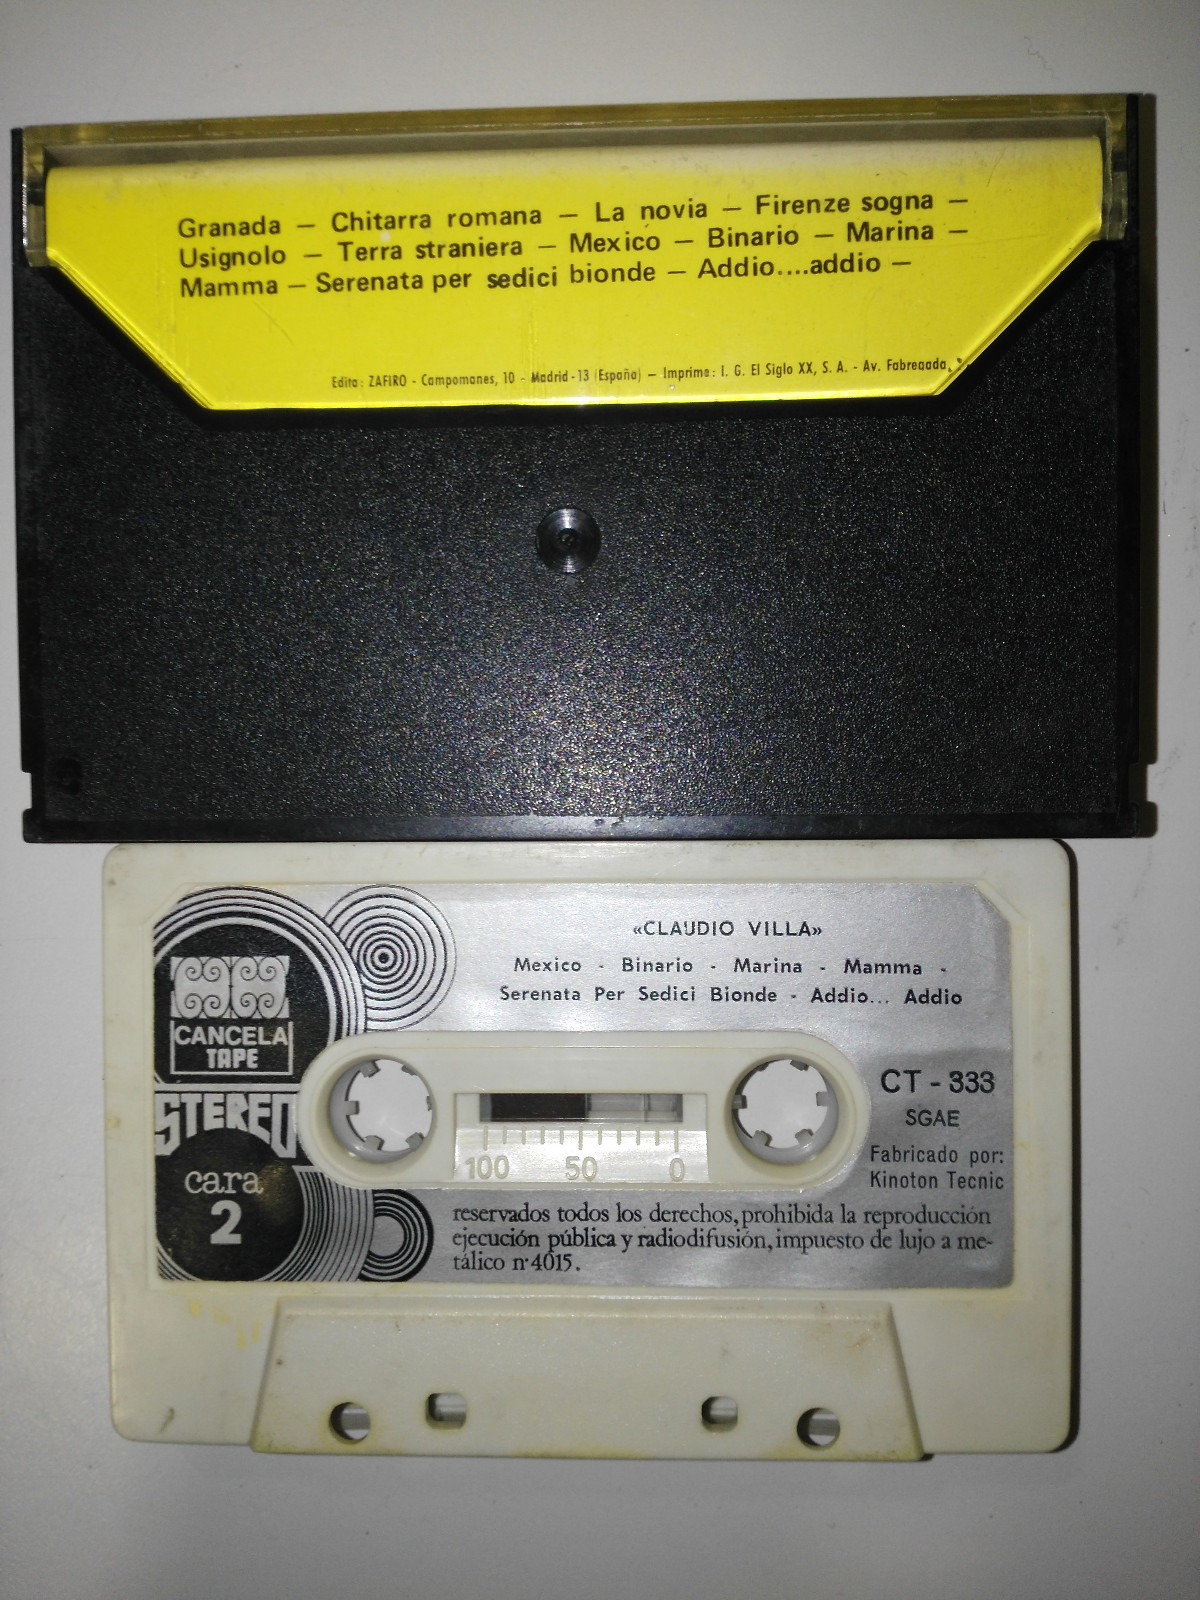 Granada — Chitarra romana — La novia — Firenze sogna —
Usignolo — Terra straniera — Mexico — Binario — Marina —
Mamma — Serenata per sedici bionde — Addio....addio —
Edita: ZAFIRO - Campomanes, 10 - Madrid-13 (España) — Imprime: I. G. El Siglo XX, S. A. - Av. Fabregada,
«CLAUDIO VILLA»
Mexico - Binario - Marina - Mamma -
Serenata Per Sedici Bionde - Addio... Addio
CANCELA
TAPE
STEREO
cara
2
CT - 333
SGAE
Fabricado por:
Kinoton Tecnic
100 50 0
reservados todos los derechos, prohibida la reproducción
ejecución pública y radiodifusión, impuesto de lujo a me-
tálico nº 4015.